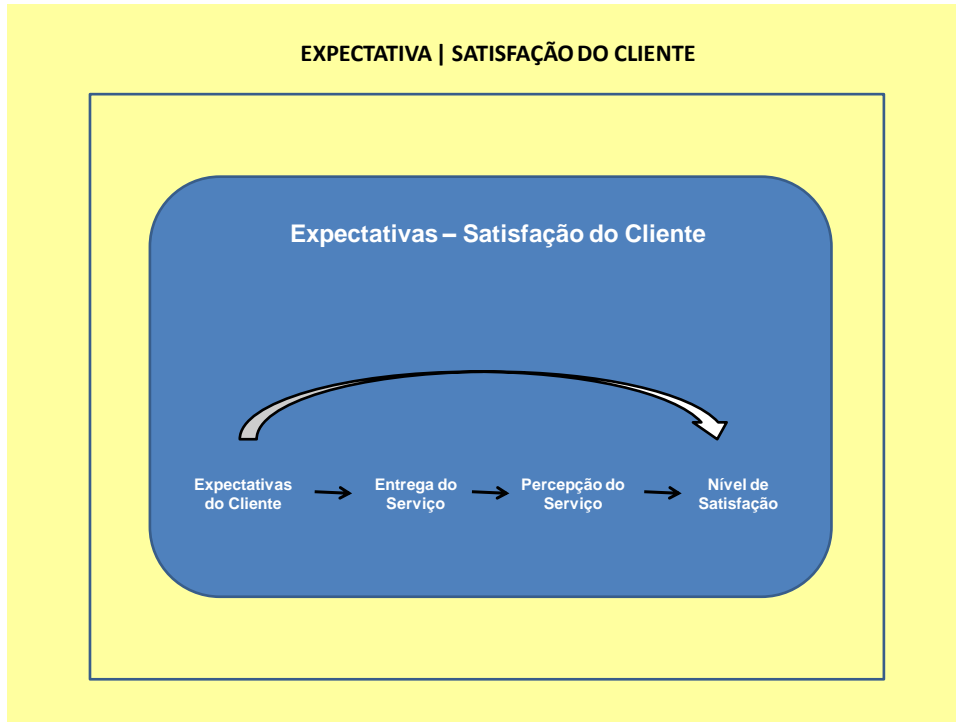 EXPECTATIVA | SATISFAÇÃO DO CLIENTE
Expectativas – Satisfação do Cliente
Expectativas
do Cliente
Entrega do
Serviço
Percepção do
Serviço
Nível de
Satisfação